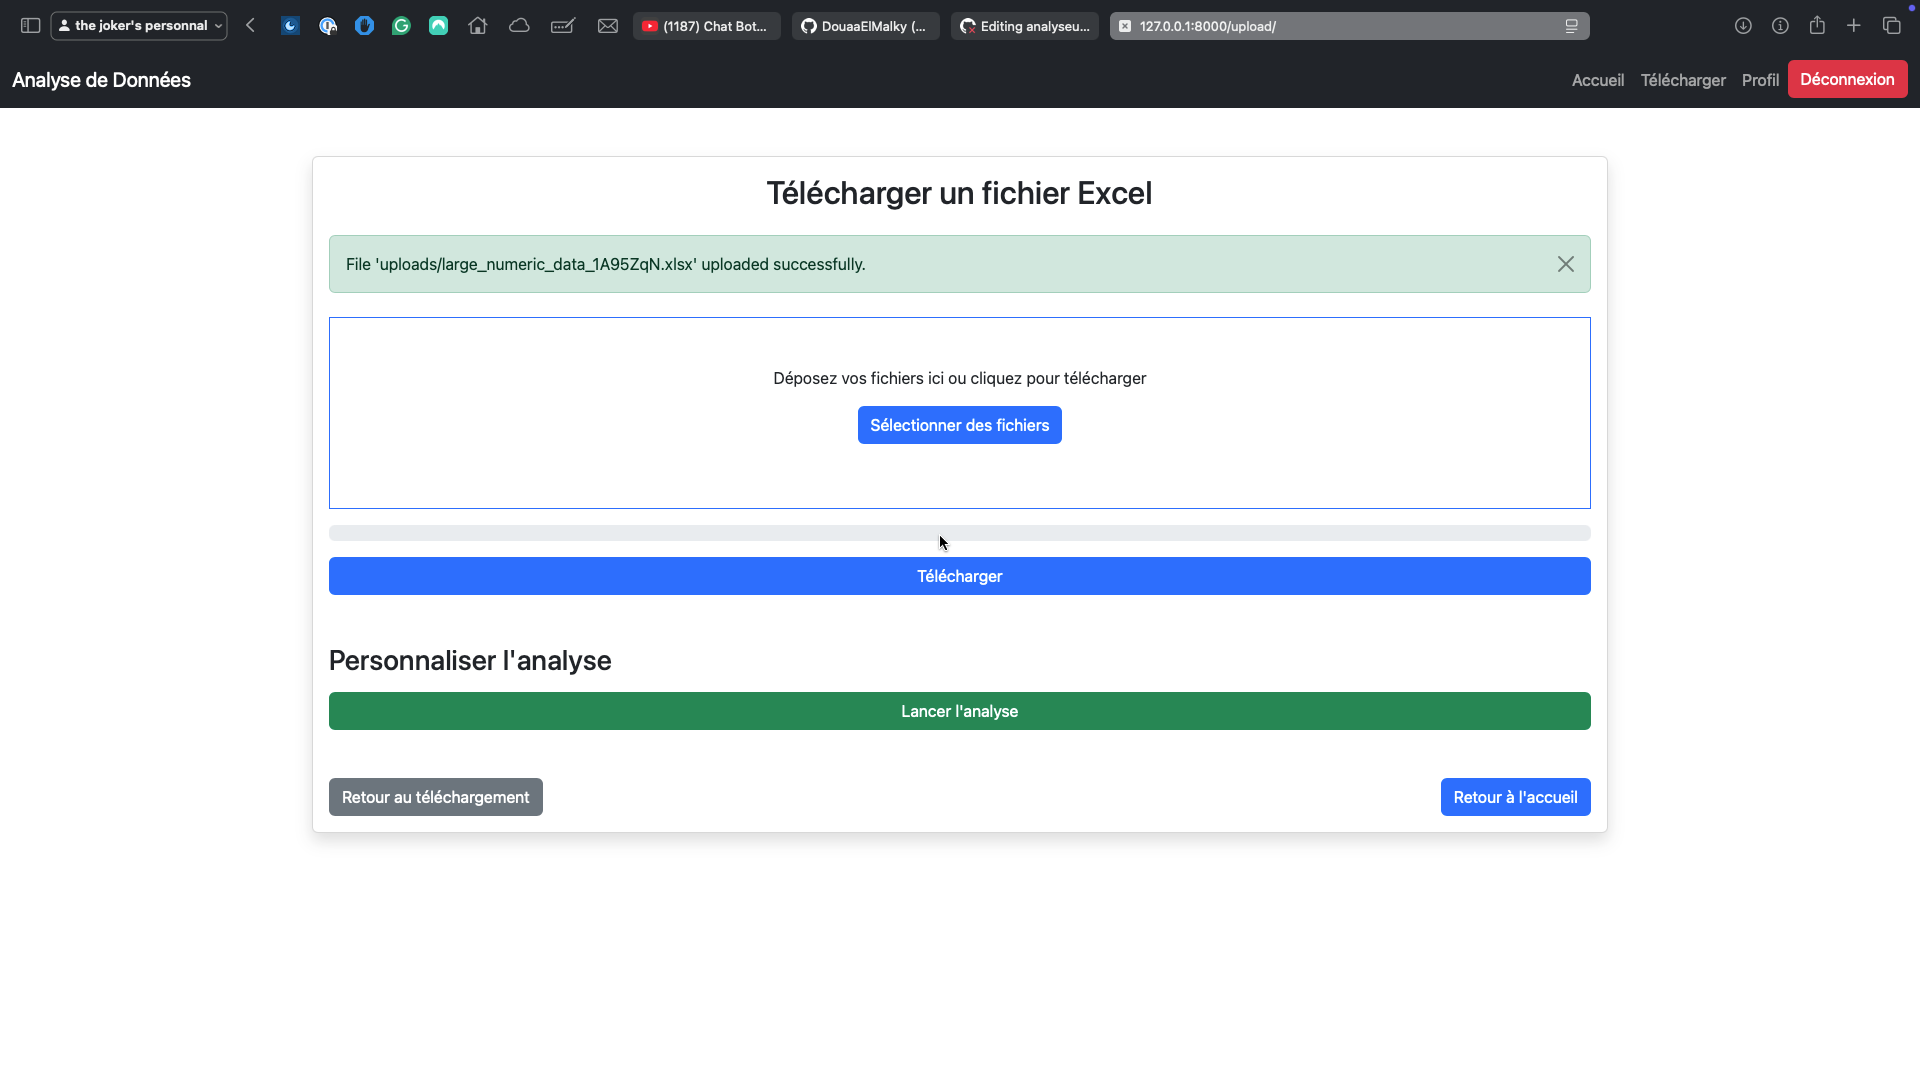 the joker's personnal
(1187) Chat Bot...
DouaaElMalky (...
Editing analyseu...
127.0.0.1:8000/upload/
Analyse de Données
Accueil
Télécharger
Profil
Déconnexion
Télécharger un fichier Excel
File 'uploads/large_numeric_data_1A95ZqN.xlsx' uploaded successfully.
Déposez vos fichiers ici ou cliquez pour télécharger
Sélectionner des fichiers
Télécharger
Personnaliser l'analyse
Lancer l'analyse
Retour au téléchargement
Retour à l'accueil